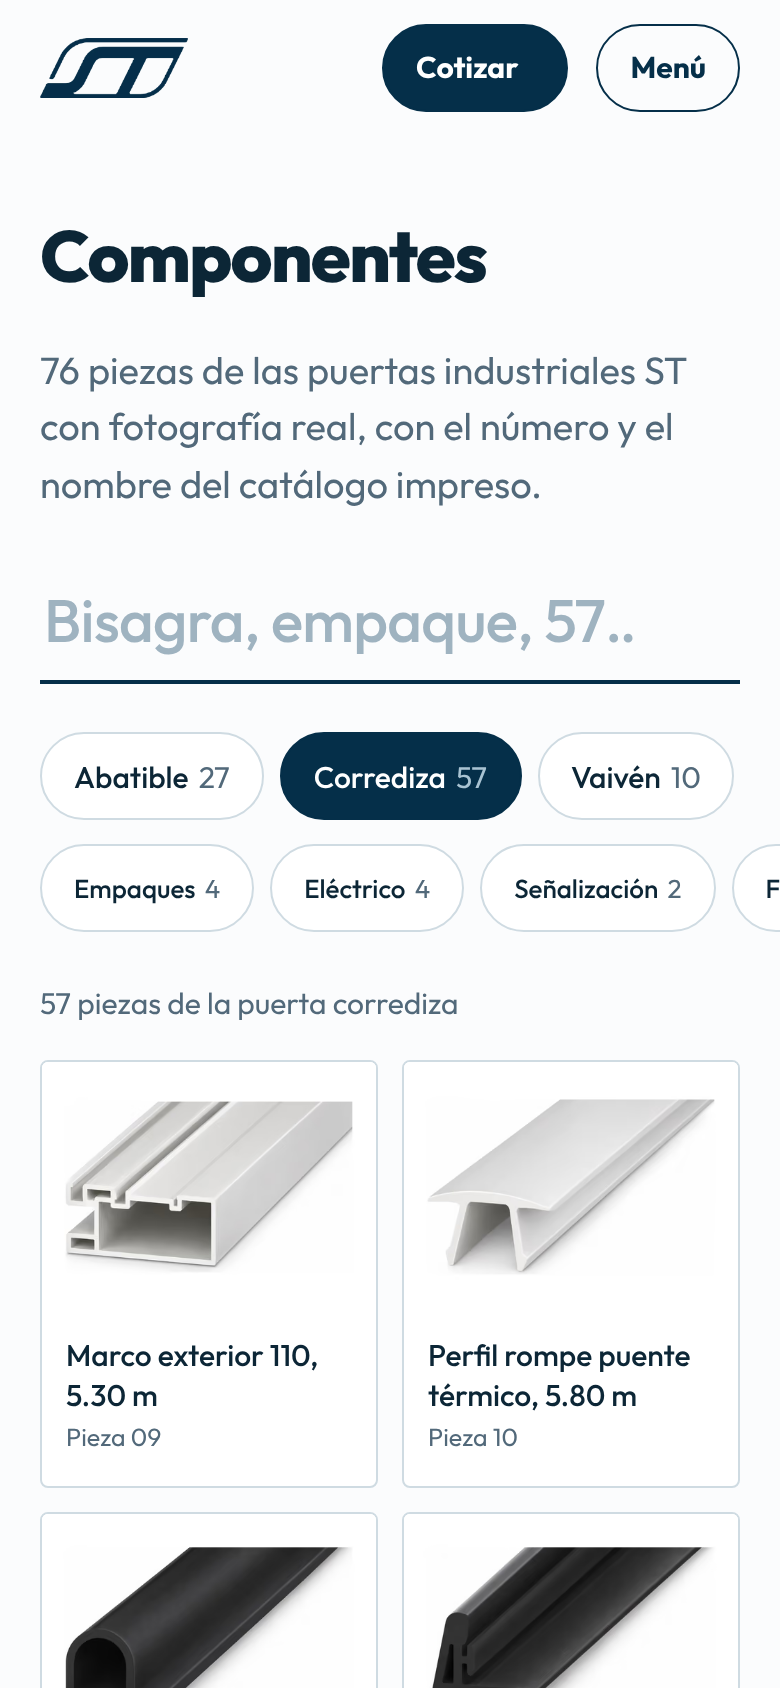 ST
Cotizar
Menú
Componentes
76 piezas de las puertas industriales ST
con fotografía real, con el número y el
nombre del catálogo impreso.
Bisagra, empaque, 57..
Abatible 27
Corrediza 57
Vaivén 10
Empaques 4
Eléctrico 4
Señalización 2
F
57 piezas de la puerta corrediza
Marco exterior 110,
5.30 m
Pieza 09
Perfil rompe puente
térmico, 5.80 m
Pieza 10